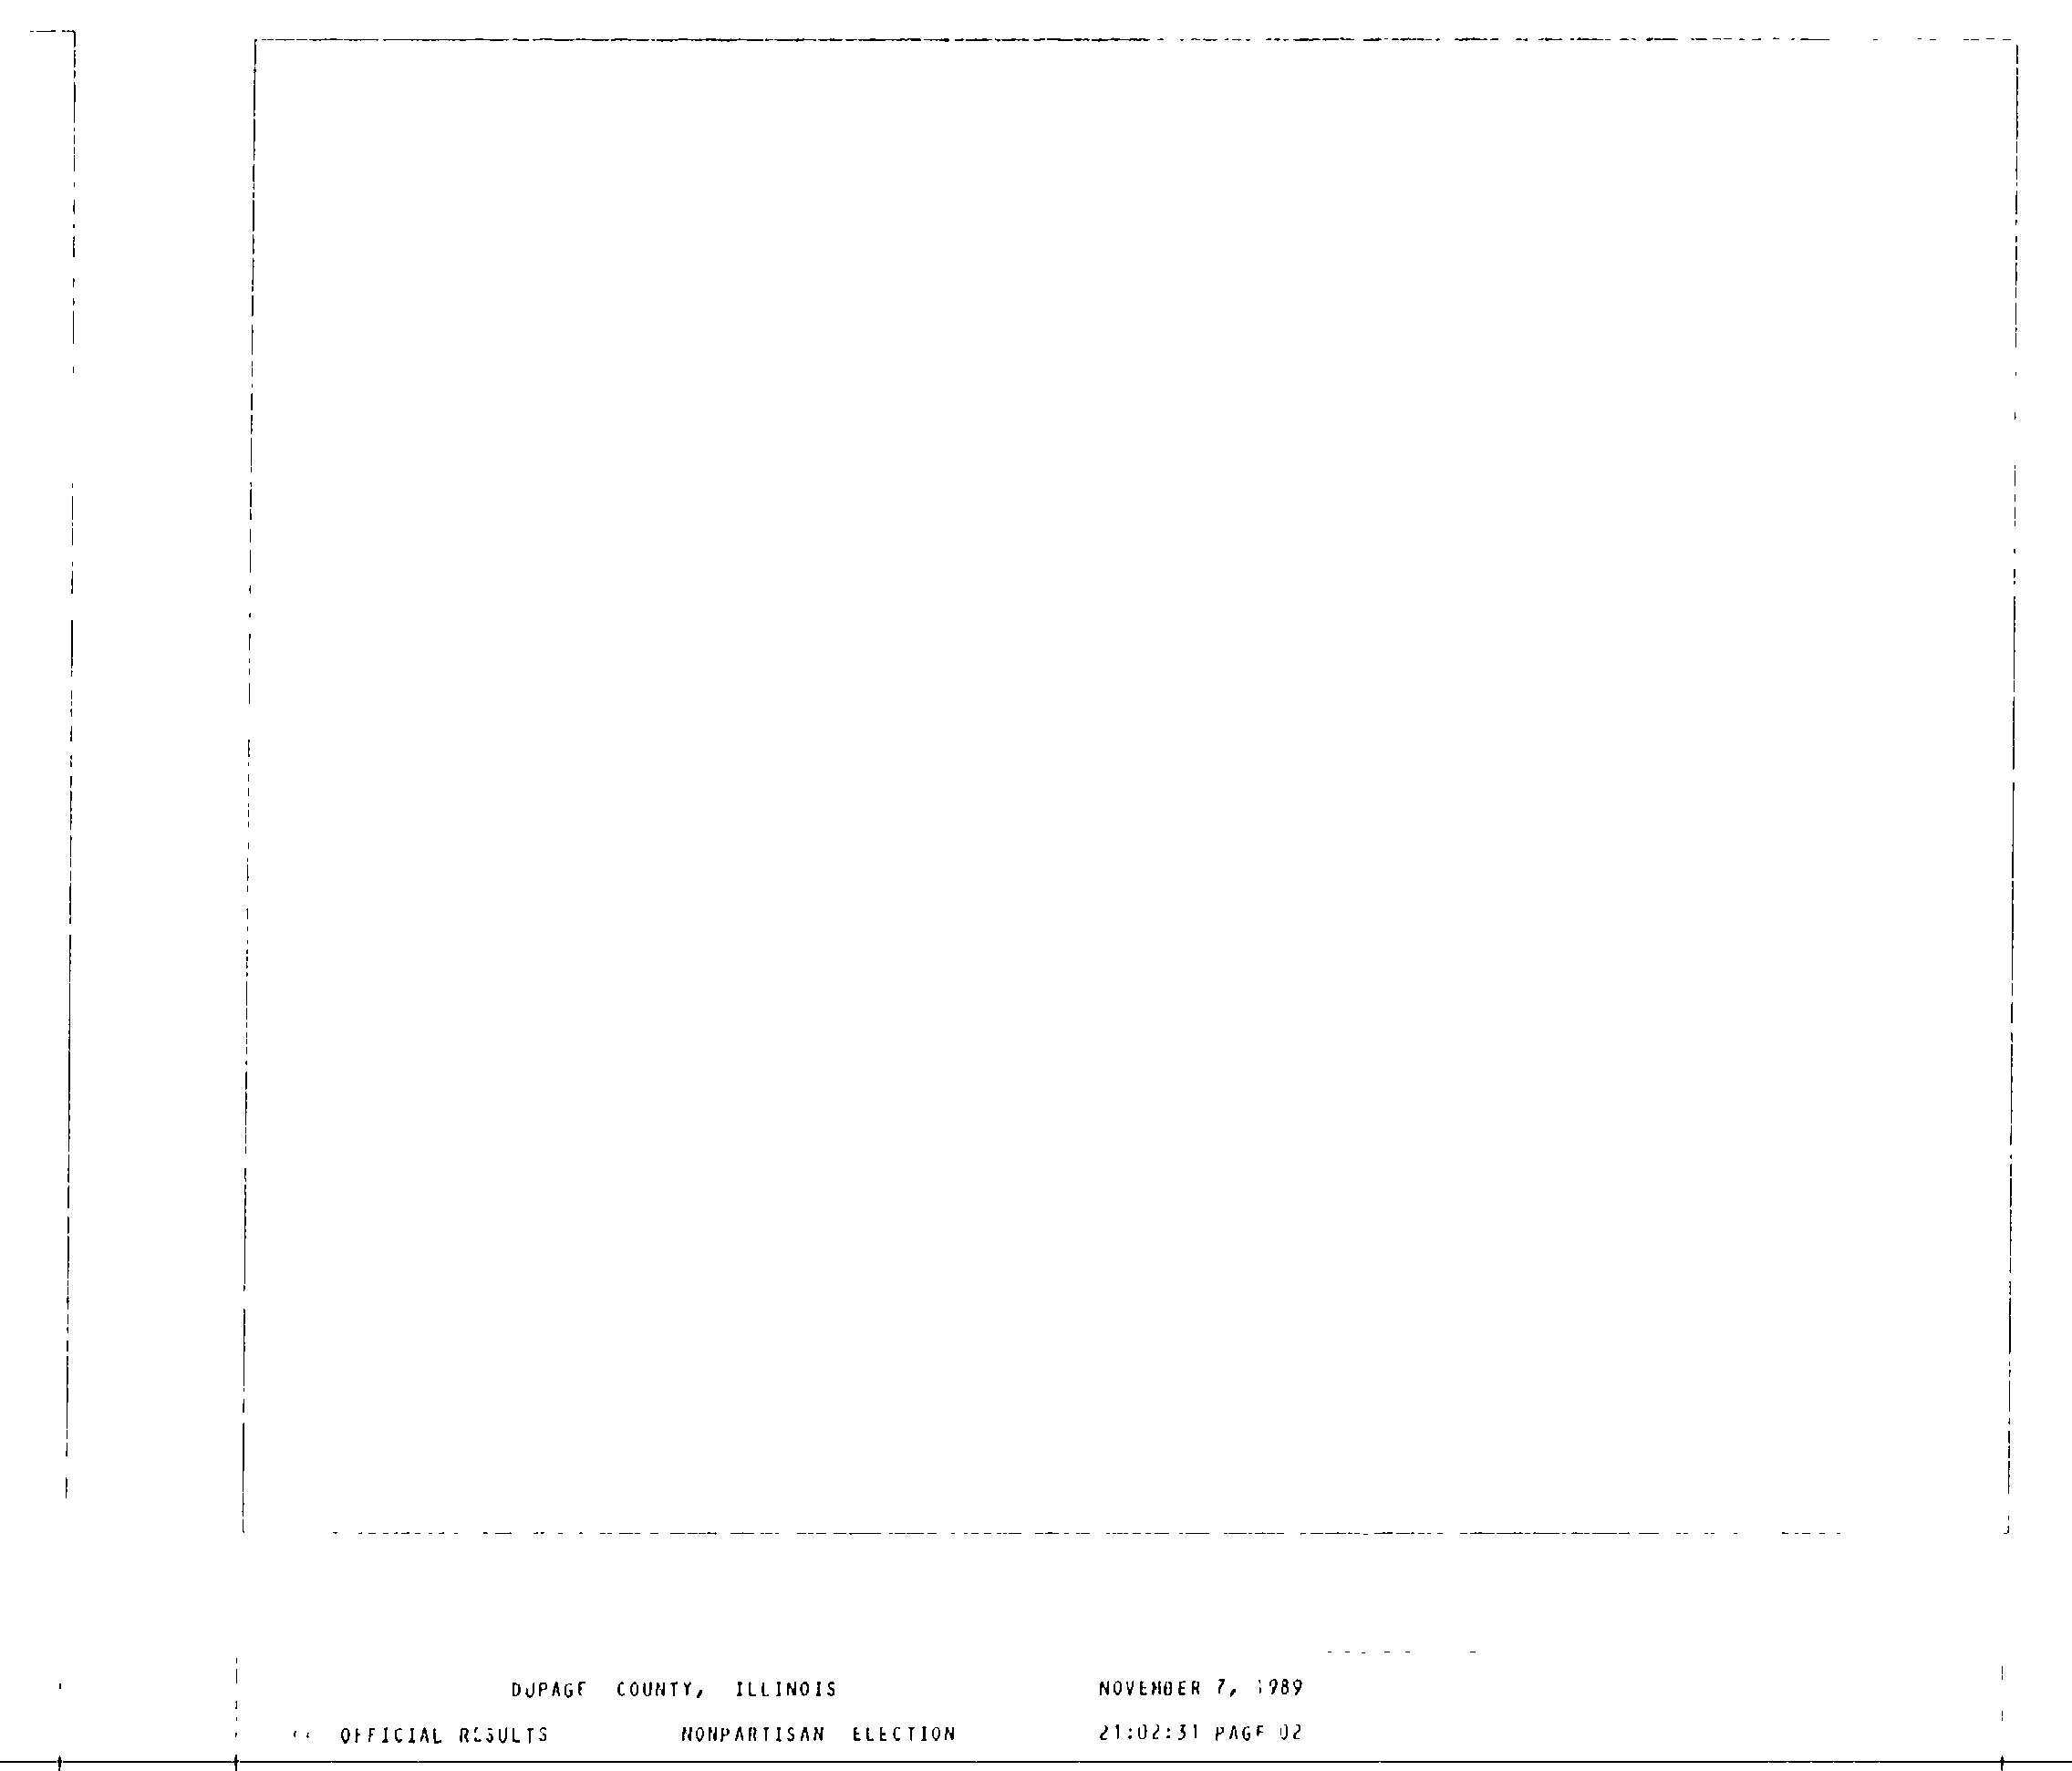 DUPAGE COUNTY, ILLINOIS NOVEMBER 7, 1989
OFFICIAL RESULTS NONPARTISAN ELECTION 21:02:31 PAGE 02